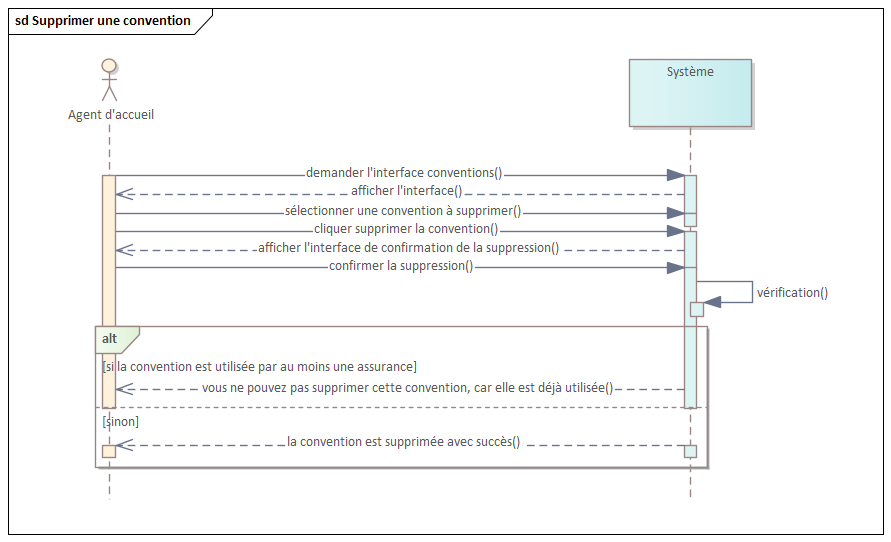 sd Supprimer une convention
Agent d'accueil
Système
demander l'interface conventions()
afficher l'interface()
sélectionner une convention à supprimer()
cliquer supprimer la convention()
afficher l'interface de confirmation de la suppression()
confirmer la suppression()
vérification()
alt
[si la convention est utilisée par au moins une assurance]
vous ne pouvez pas supprimer cette convention, car elle est déjà utilisée()
[sinon]
la convention est supprimée avec succès()